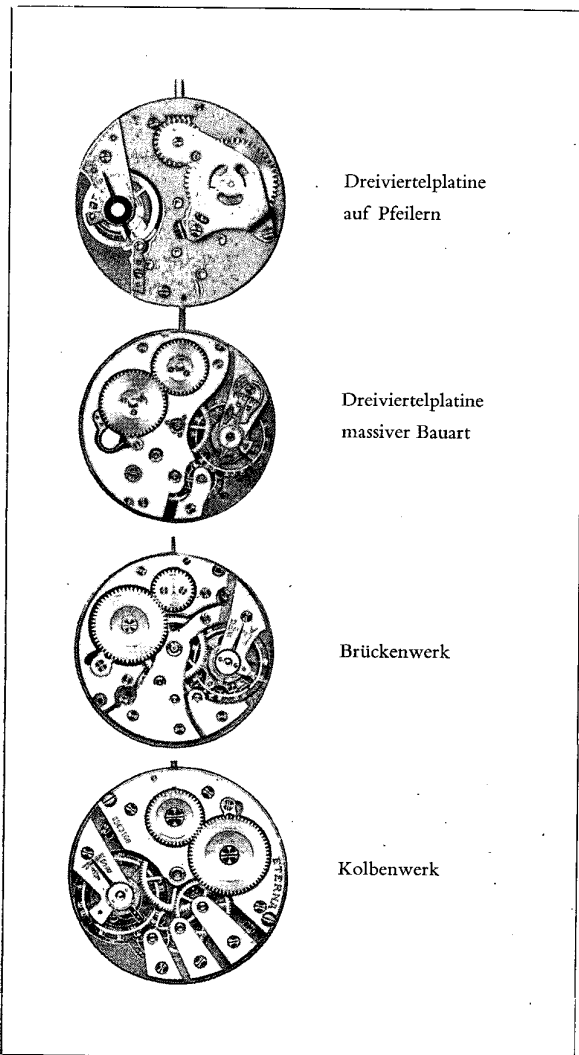 Dreiviertelplatine
auf Pfeilern
Dreiviertelplatine
massiver Bauart
Brückenwerk
Kolbenwerk
ETERNA